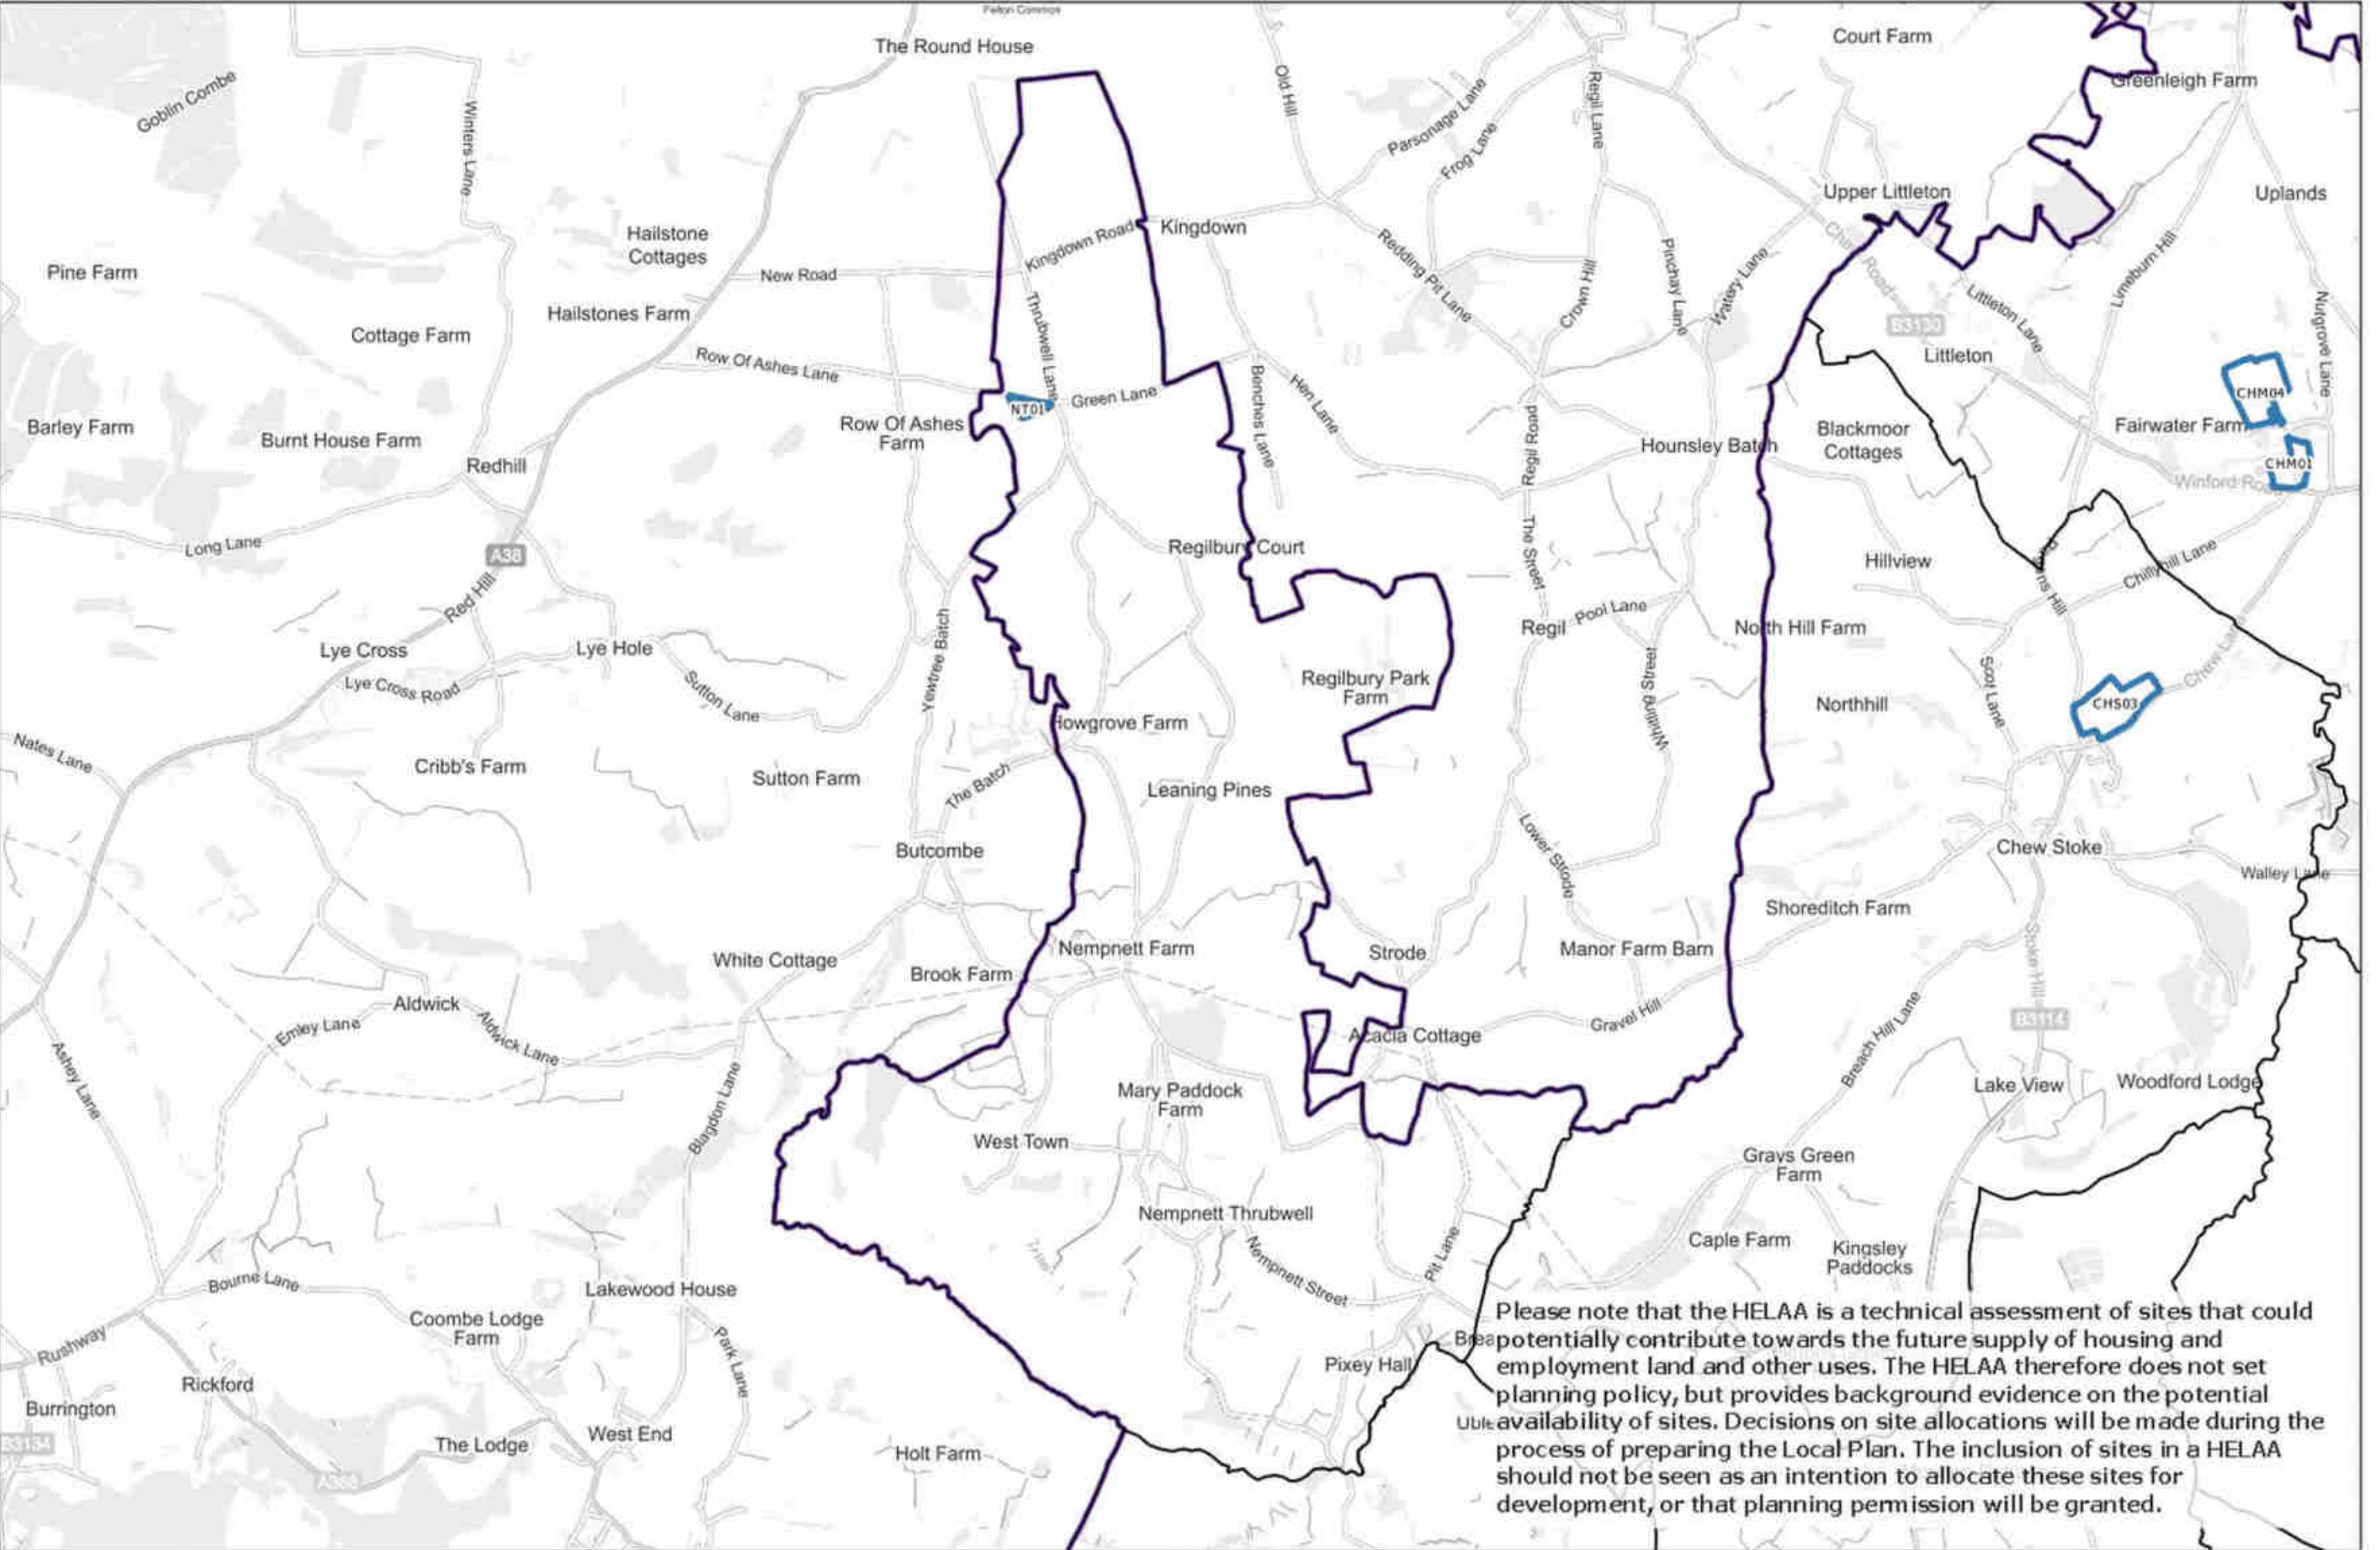 Felton Common
The Round House
Court Farm
Goblin Combe
Winters Lane
Old Hill
Parsonage Lane
Frog Lane
Regil Lane
Greenleigh Farm
Upper Littleton
Uplands
Hailstone
Cottages
Kingdown Road
Kingdown
Pine Farm
New Road
Redding Pit Lane
Crown Hill
Pinchay Lane
Watery Lane
Road
Limeburn Hill
Hailstones Farm
Thrubwell Lane
Littleton Lane
B3130
Nutgrove Lane
Cottage Farm
Littleton
Row Of Ashes Lane
Green Lane
Benches Lane
Hen Lane
NT01
CHM04
Barley Farm
Burnt House Farm
Row Of Ashes
Farm
Regil Road
Hounsley Batch
Blackmoor
Cottages
Fairwater Farm
Redhill
CHM01
Winford Road
Long Lane
A38
Regilbury Court
The Street
Hillview
Chillyhill Lane
Red Hill
Yewtree Batch
Regil
Pool Lane
North Hill Farm
Lye Cross
Lye Hole
Lye Cross Road
Sutton Lane
Regilbury Park
Farm
Whitling Street
Northhill
Scot Lane
CHS03
Howgrove Farm
Nates Lane
Cribb's Farm
Sutton Farm
The Batch
Leaning Pines
Butcombe
Lower Strode
Chew Stoke
Walley Lane
Shoreditch Farm
White Cottage
Brook Farm
Nempnett Farm
Strode
Manor Farm Barn
Stoke Hill
Aldwick
Emley Lane
Aldwick Lane
Acacia Cottage
Gravel Hill
B3114
Breach Hill Lane
Ashey Lane
Blagdon Lane
Mary Paddock
Farm
Lake View
Woodford Lodge
West Town
Grays Green
Farm
Nempnett Thrubwell
Caple Farm
Kingsley
Paddocks
Nempnett Street
Pit Lane
Bourne Lane
Lakewood House
Coombe Lodge
Farm
Park Lane
Rushway
Pixey Hall
Rickford
Burrington
B3134
The Lodge
West End
A368
Holt Farm
Please note that the HELAA is a technical assessment of sites that could
potentially contribute towards the future supply of housing and
employment land and other uses. The HELAA therefore does not set
planning policy, but provides background evidence on the potential
availability of sites. Decisions on site allocations will be made during the
process of preparing the Local Plan. The inclusion of sites in a HELAA
should not be seen as an intention to allocate these sites for
development, or that planning permission will be granted.